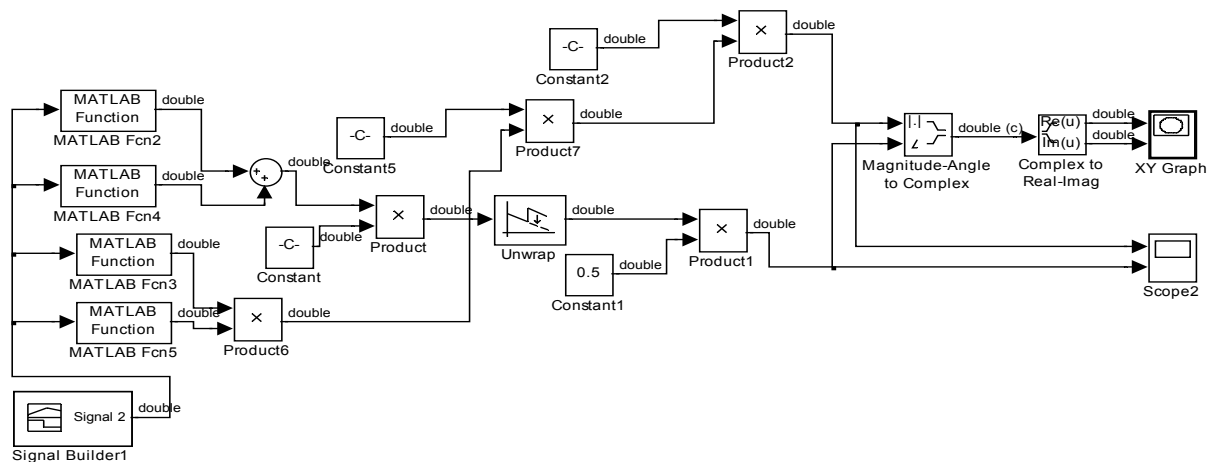 -C-
Constant2
double
×
Product2
double
MATLAB
Function
MATLAB Fcn2
double
-C-
Constant5
double
×
Product7
double
|·|
∠
Magnitude-Angle
to Complex
double (c)
Re(u)
Im(u)
Complex to
Real-Imag
double
double
XY Graph
MATLAB
Function
MATLAB Fcn4
double
+
+
double
-C-
Constant
double
×
Product
double
Unwrap
double
0.5
Constant1
double
×
Product1
double
Scope2
MATLAB
Function
MATLAB Fcn3
double
MATLAB
Function
MATLAB Fcn5
double
×
Product6
double
Signal 2
double
Signal Builder1